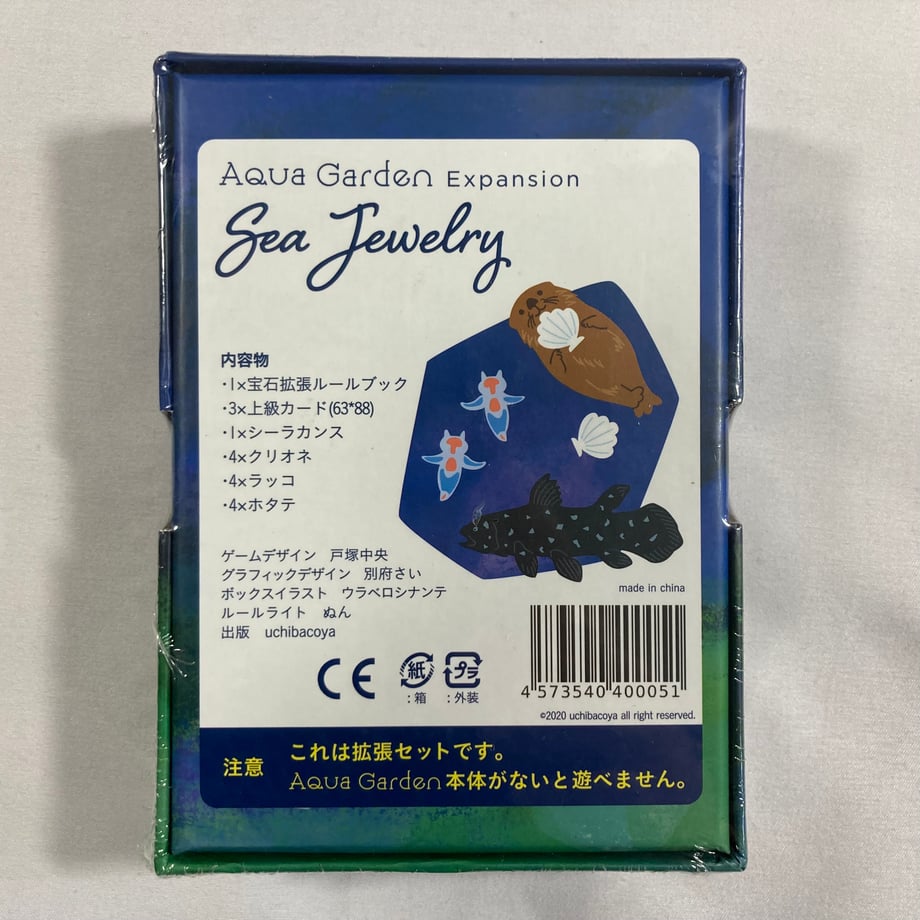 Aqua Garden Expansion
Sea Jewelry
内容物
・1×宝石拡張ルールブック
・3×上級カード(63*88)
・1×シーラカンス
・4×クリオネ
・4×ラッコ
・4×ホタテ
ゲームデザイン 戸塚中央
グラフィックデザイン 別府さい
ボックスイラスト ウラベロシナンテ
ルールライト ぬん
出版 uchibacoya
made in china
CE
紙
:箱
プラ
:外装
4 573540 400051
©2020 uchibacoya all right reserved.
注意
これは拡張セットです。
Aqua Garden 本体がないと遊べません。